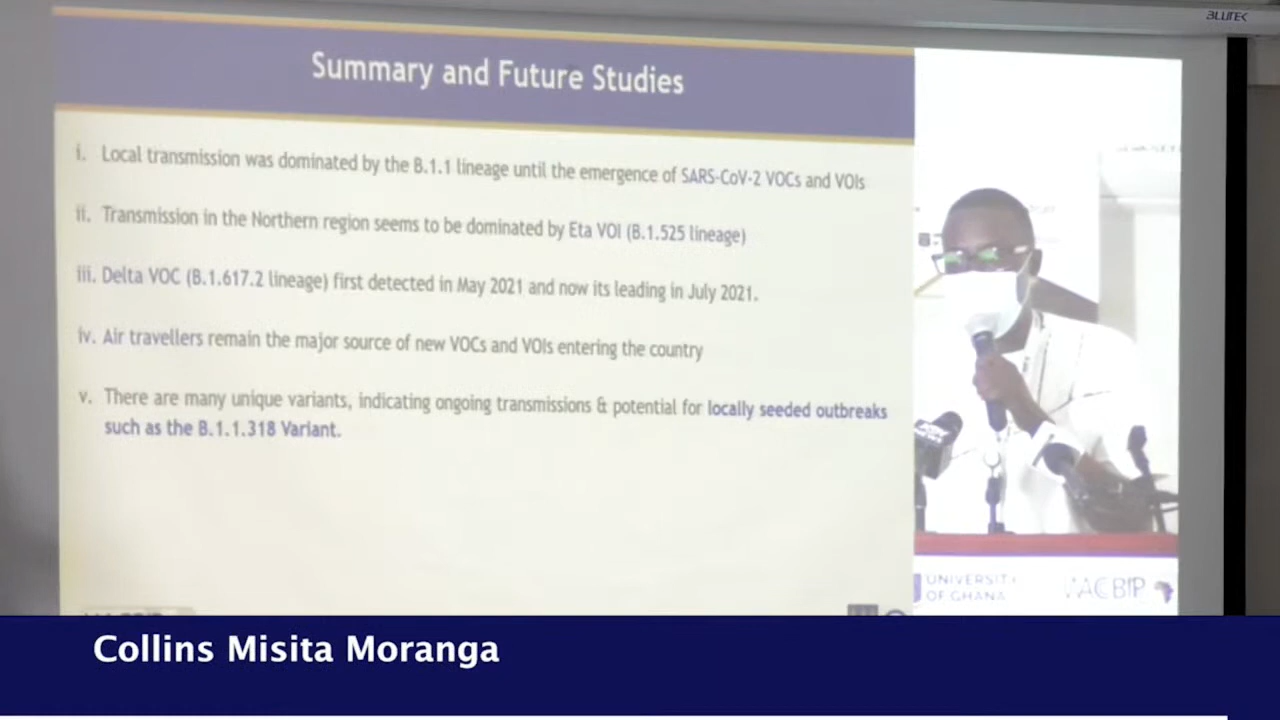 BLUTEK
Summary and Future Studies
i. Local transmission was dominated by the B.1.1 lineage until the emergence of SARS-CoV-2 VOCs and VOIs
ii. Transmission in the Northern region seems to be dominated by Eta VOI (B.1.525 lineage)
iii. Delta VOC (B.1.617.2 lineage) first detected in May 2021 and now its leading in July 2021.
iv. Air travellers remain the major source of new VOCs and VOIs entering the country
v. There are many unique variants, indicating ongoing transmissions & potential for locally seeded outbreaks
such as the B.1.1.318 Variant.
UNIVERSITY
OF GHANA
WACBIP
Collins Misita Moranga